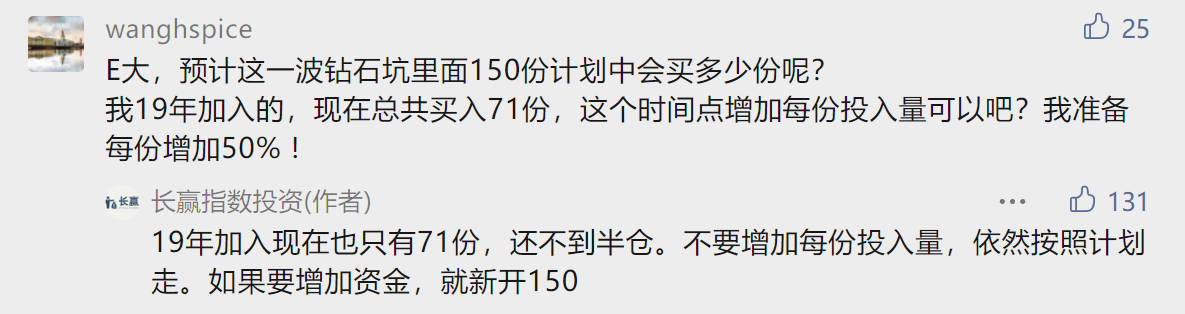 wanghspice
25
E大，预计这一波钻石坑里面150份计划中会买多少份呢？
我19年加入的，现在总共买入71份，这个时间点增加每份投入量可以吧？我准备
每份增加50%！
长赢
长赢指数投资(作者)
131
19年加入现在也只有71份，还不到半仓。不要增加每份投入量，依然按照计划
走。如果要增加资金，就新开150